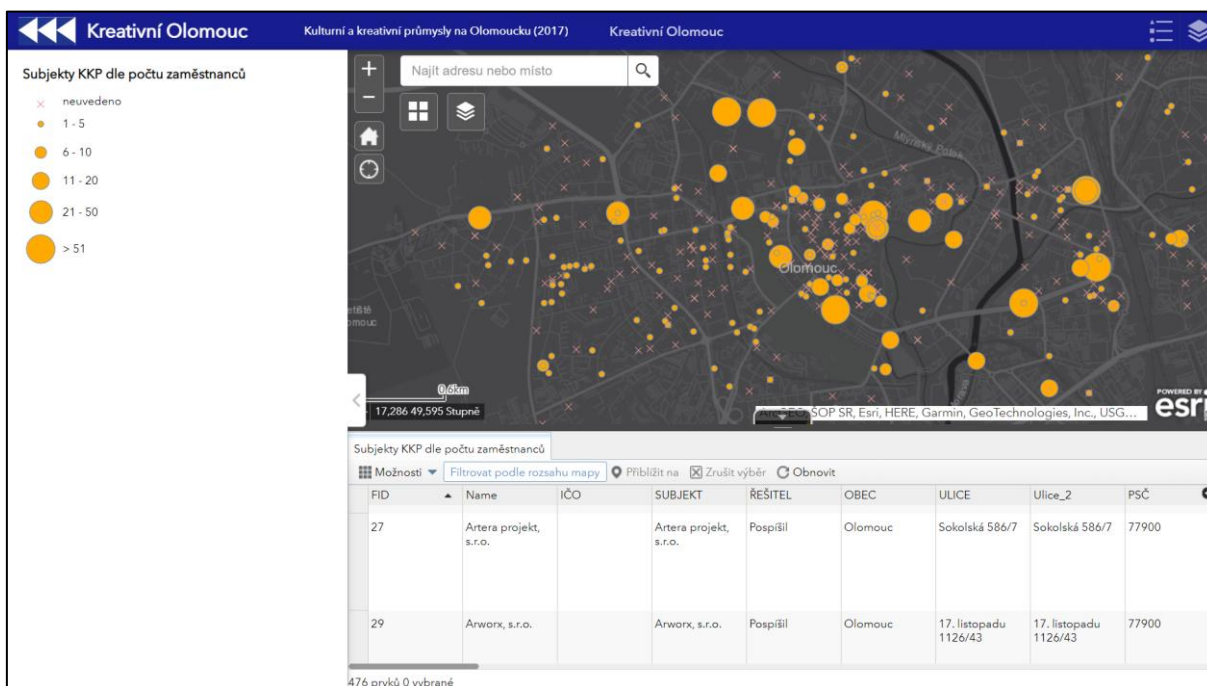 Kreativní Olomouc
Kulturní a kreativní průmysly na Olomoucku (2017)
Kreativní Olomouc
Subjekty KKP dle počtu zaměstnanců
neuvedeno
1 - 5
6 - 10
11 - 20
21 - 50
> 51
+
Najít adresu nebo místo
−
Mlýnský Potok
Olomouc
etiště
omouc
0.6km
17,286 49,595 Stupně
ArcGEO, SOP SR, Esri, HERE, Garmin, GeoTechnologies, Inc., USG...
POWERED BY
esri
Subjekty KKP dle počtu zaměstnanců
Možnosti Filtrovat podle rozsahu mapy Přiblížit na Zrušit výběr Obnovit
FID Name IČO SUBJEKT ŘEŠITEL OBEC ULICE Ulice_2 PSČ
27 Artera projekt, s.r.o. Artera projekt, s.r.o. Pospíšil Olomouc Sokolská 586/7 Sokolská 586/7 77900
29 Arworx, s.r.o. Arworx, s.r.o. Pospíšil Olomouc 17. listopadu 1126/43 17. listopadu 1126/43 77900
476 prvků 0 vybrané